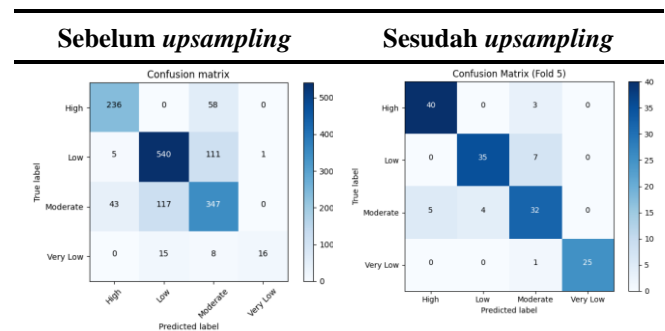 Sebelum upsampling Sesudah upsampling
Confusion matrix
High 236 0 58 0
Low 5 540 111 1
Moderate 43 117 347 0
Very Low 0 15 8 16
High Low Moderate Very Low
True label
Predicted label
500
400
300
200
100
0
Confusion Matrix (Fold 5)
High 40 0 3 0
Low 0 35 7 0
Moderate 5 4 32 0
Very Low 0 0 1 25
High Low Moderate Very Low
True label
Predicted label
40
35
30
25
20
15
10
5
0